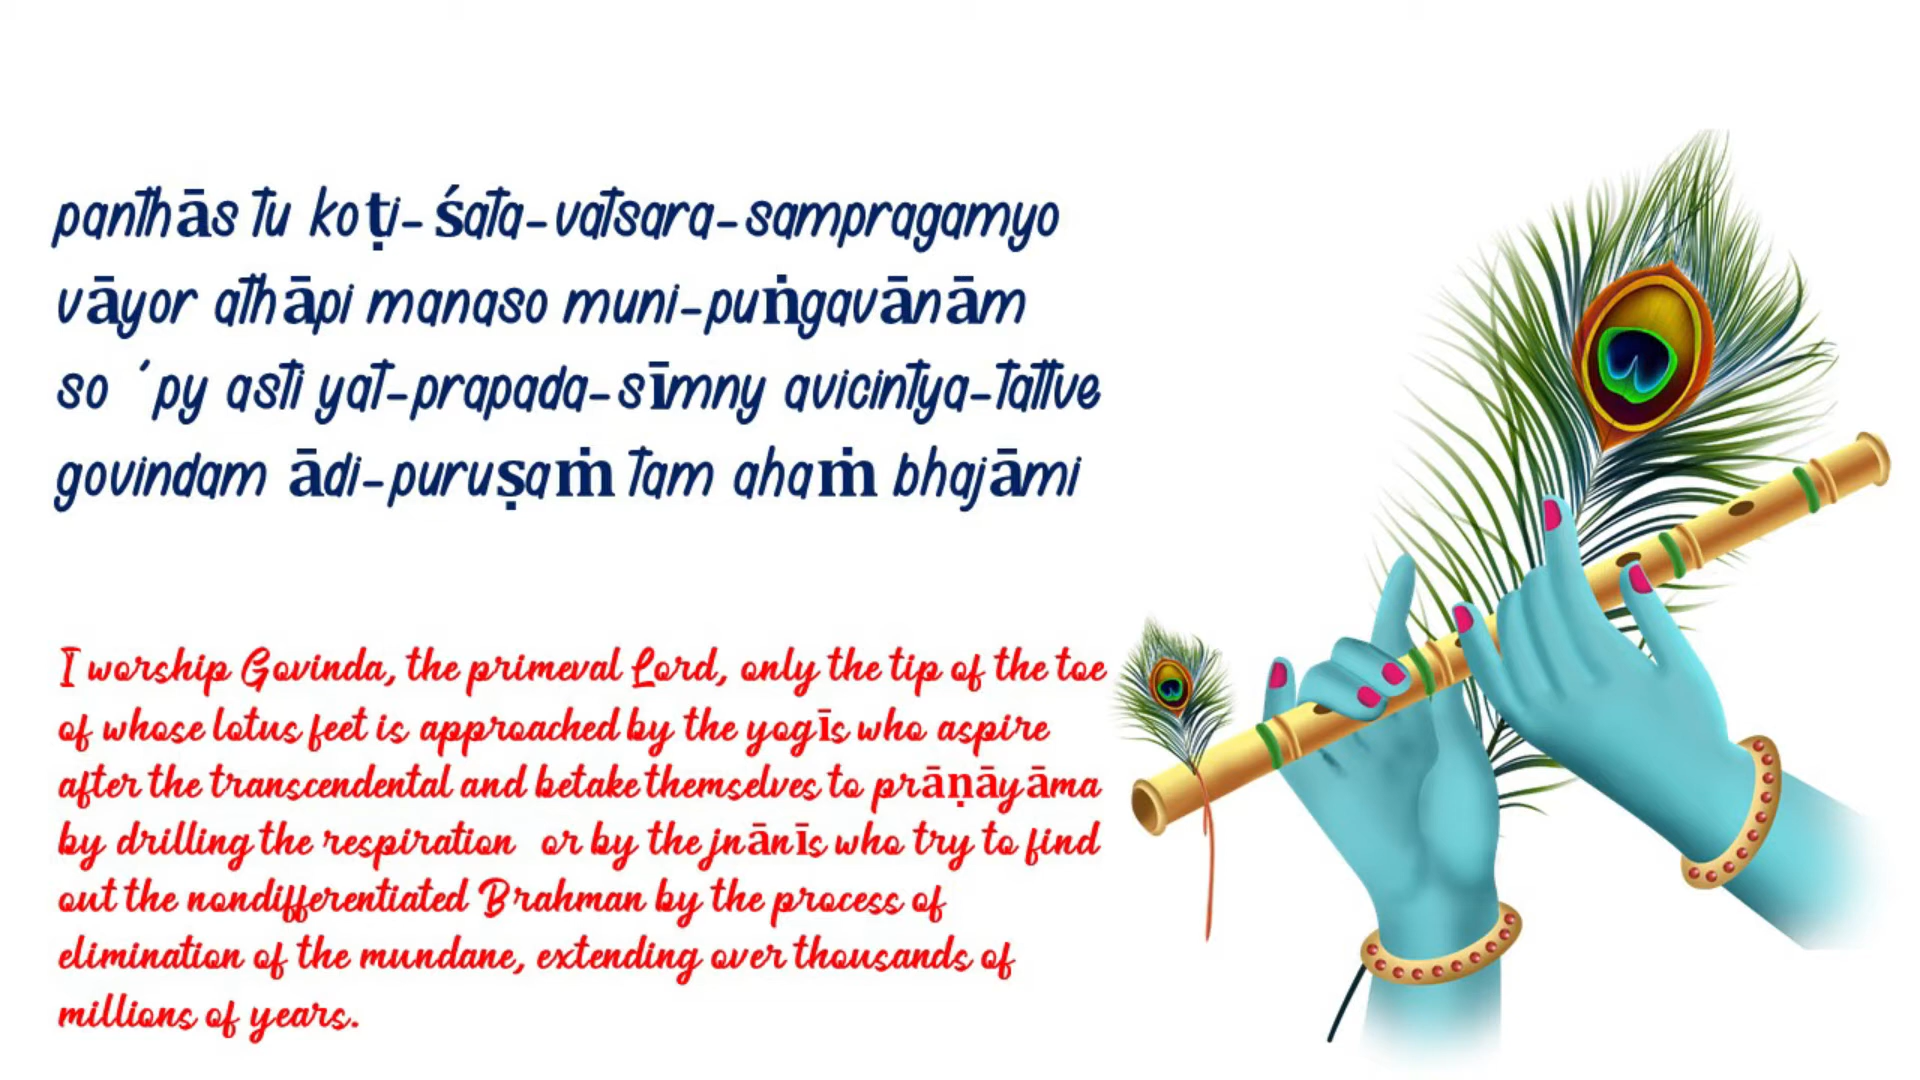 panthās tu koṭi-śata-vatsara-sampragamyo
vāyor athāpi manaso muni-puṅgavānām
so ´py asti yat-prapada-sīmny avicintya-tattve
govindam ādi-puruṣaṁ tam ahaṁ bhajāmi
I worship Govinda, the primeval Lord, only the tip of the toe
of whose lotus feet is approached by the yogīs who aspire
after the transcendental and betake themselves to prāṇāyāma
by drilling the respiration or by the jnānīs who try to find
out the nondifferentiated Brahman by the process of
elimination of the mundane, extending over thousands of
millions of years.